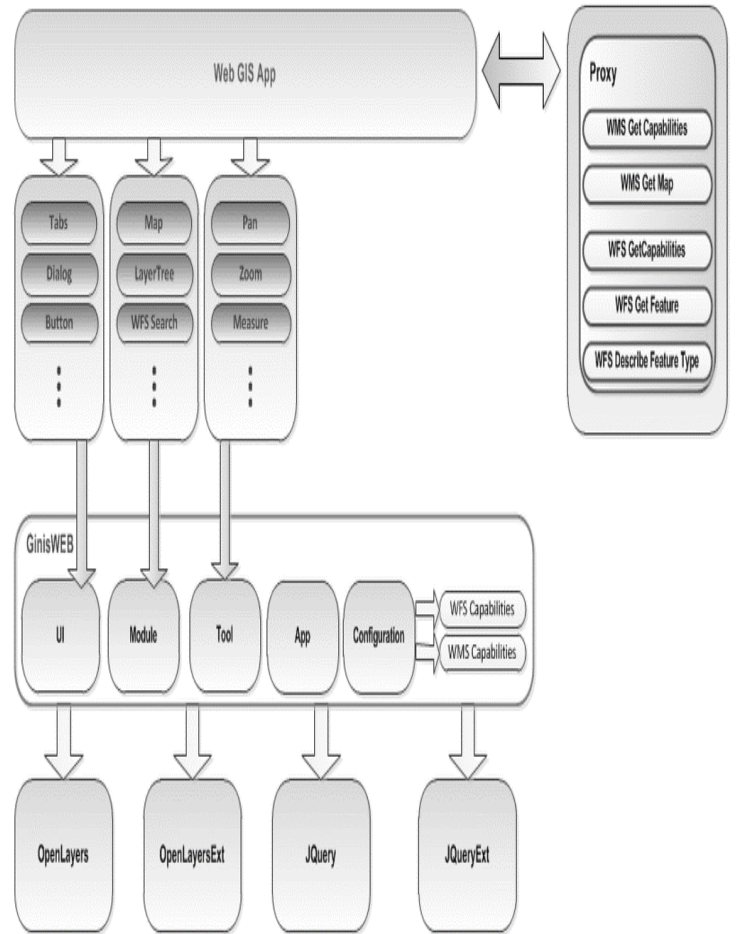 Web GIS App
Proxy
WMS Get Capabilities
WMS Get Map
WFS GetCapabilities
WFS Get Feature
WFS Describe Feature Type
Tabs
Dialog
Button
Map
LayerTree
WFS Search
Pan
Zoom
Measure
GinisWEB
UI
Module
Tool
App
Configuration
WFS Capabilities
WMS Capabilities
OpenLayers
OpenLayersExt
JQuery
JQueryExt